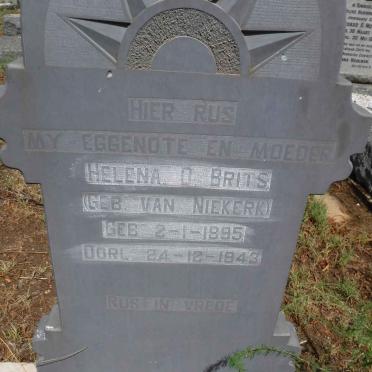 HIER RUS
MY EGGENOTE EN MOEDER
HELENA C. BRITS
(GEB. VAN NIEKERK)
GEB. 2-1-1895
OORL. 24-12-1943
RUS IN VREDE